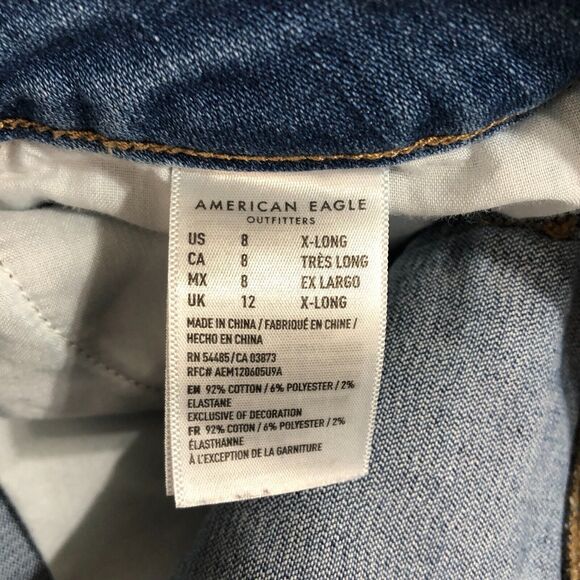 AMERICAN EAGLE
OUTFITTERS
US 8 X-LONG
CA 8 TRÈS LONG
MX 8 EX LARGO
UK 12 X-LONG
MADE IN CHINA / FABRIQUÉ EN CHINE /
HECHO EN CHINA
RN 54485/CA 03873
RFC# AEM120605U9A
EN 92% COTTON / 6% POLYESTER / 2%
ELASTANE
EXCLUSIVE OF DECORATION
FR 92% COTON / 6% POLYESTER / 2%
ÉLASTHANNE
À L'EXCEPTION DE LA GARNITURE